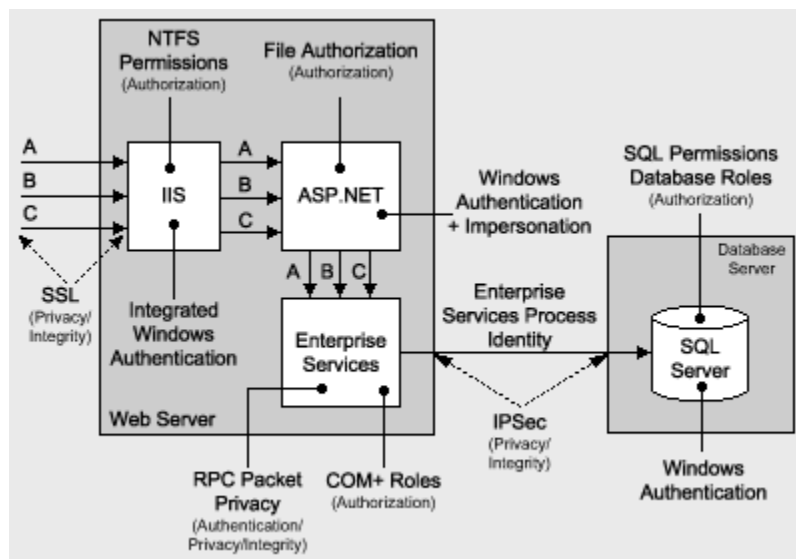 NTFS
Permissions
(Authorization)
File Authorization
(Authorization)
A
B
C
IIS
A
B
C
ASP.NET
Windows
Authentication
+ Impersonation
SQL Permissions
Database Roles
(Authorization)
Database
Server
SSL
(Privacy/
Integrity)
Integrated
Windows
Authentication
A
B
C
Enterprise
Services
Enterprise
Services Process
Identity
SQL
Server
Web Server
IPSec
(Privacy/
Integrity)
RPC Packet
Privacy
(Authentication/
Privacy/Integrity)
COM+ Roles
(Authorization)
Windows
Authentication